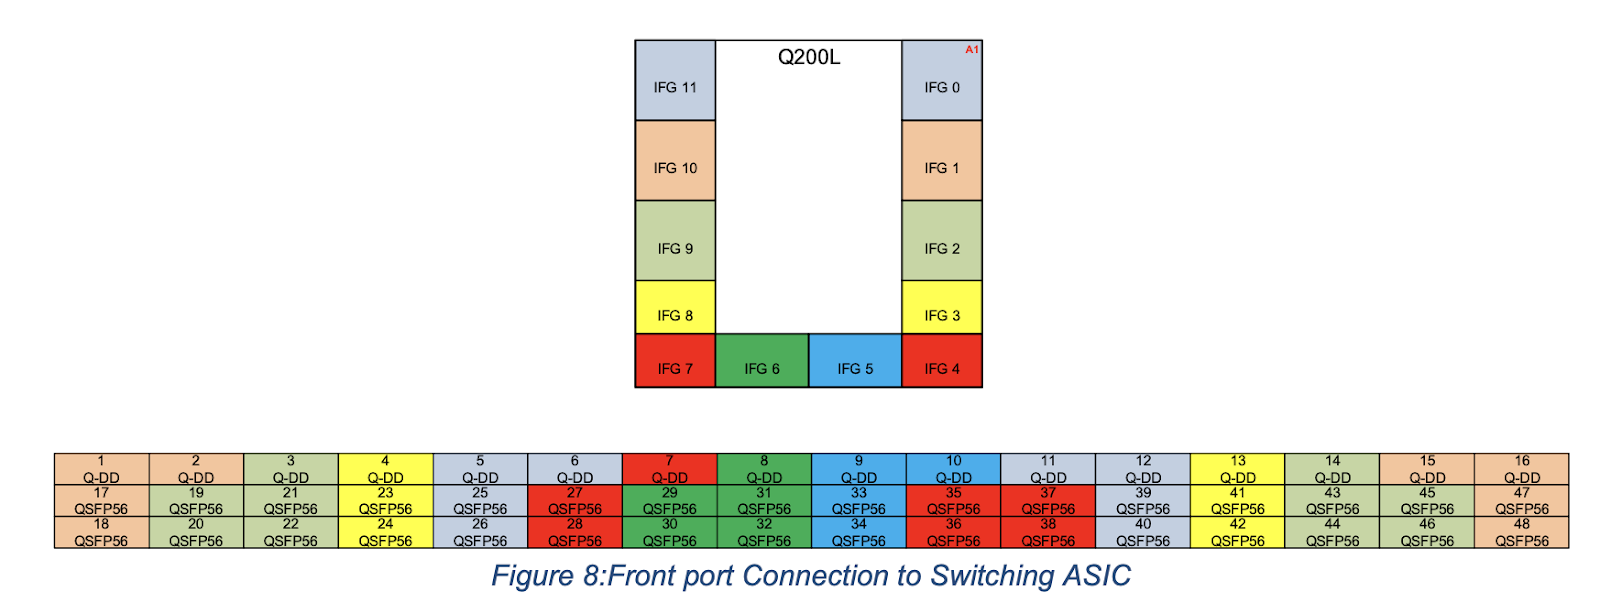 Q200L
A1
IFG 11
IFG 0
IFG 10
IFG 1
IFG 9
IFG 2
IFG 8
IFG 3
IFG 7 IFG 6 IFG 5 IFG 4
1 2 3 4 5 6 7 8 9 10 11 12 13 14 15 16
Q-DD Q-DD Q-DD Q-DD Q-DD Q-DD Q-DD Q-DD Q-DD Q-DD Q-DD Q-DD Q-DD Q-DD Q-DD Q-DD
17 19 21 23 25 27 29 31 33 35 37 39 41 43 45 47
QSFP56 QSFP56 QSFP56 QSFP56 QSFP56 QSFP56 QSFP56 QSFP56 QSFP56 QSFP56 QSFP56 QSFP56 QSFP56 QSFP56 QSFP56 QSFP56
18 20 22 24 26 28 30 32 34 36 38 40 42 44 46 48
QSFP56 QSFP56 QSFP56 QSFP56 QSFP56 QSFP56 QSFP56 QSFP56 QSFP56 QSFP56 QSFP56 QSFP56 QSFP56 QSFP56 QSFP56 QSFP56
Figure 8:Front port Connection to Switching ASIC